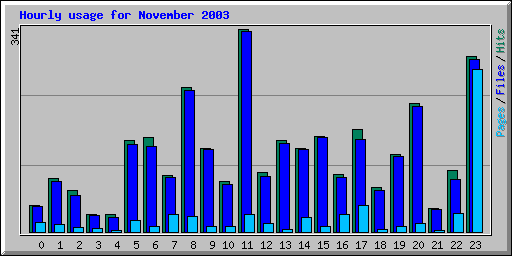 Hourly usage for November 2003
341
Pages/Files/Hits
0 1 2 3 4 5 6 7 8 9 10 11 12 13 14 15 16 17 18 19 20 21 22 23